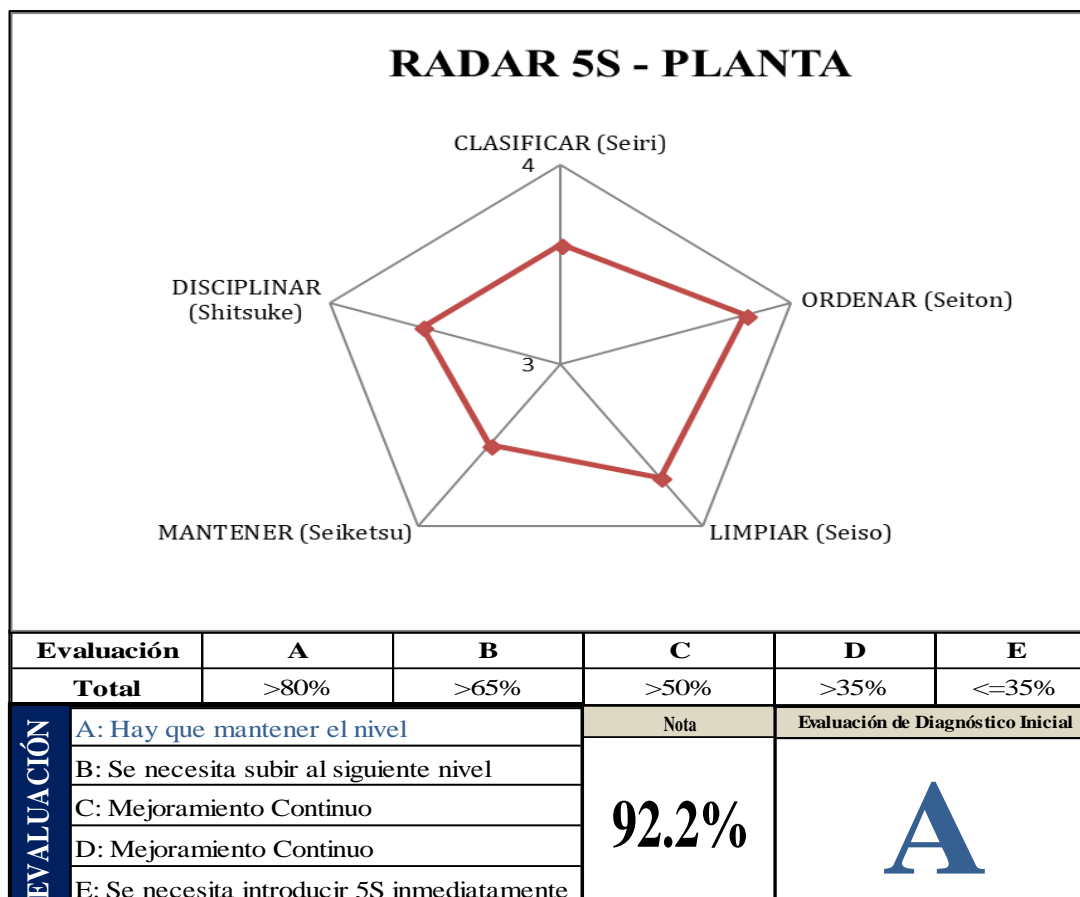 RADAR 5S - PLANTA
CLASIFICAR (Seiri)
4
DISCIPLINAR
(Shitsuke)
ORDENAR (Seiton)
3
MANTENER (Seiketsu)
LIMPIAR (Seiso)
Evaluación A B C D E
Total >80% >65% >50% >35% <=35%
EVALUACIÓN
A: Hay que mantener el nivel
Nota
Evaluación de Diagnóstico Inicial
B: Se necesita subir al siguiente nivel
C: Mejoramiento Continuo
92.2%
A
D: Mejoramiento Continuo
E: Se necesita introducir 5S inmediatamente